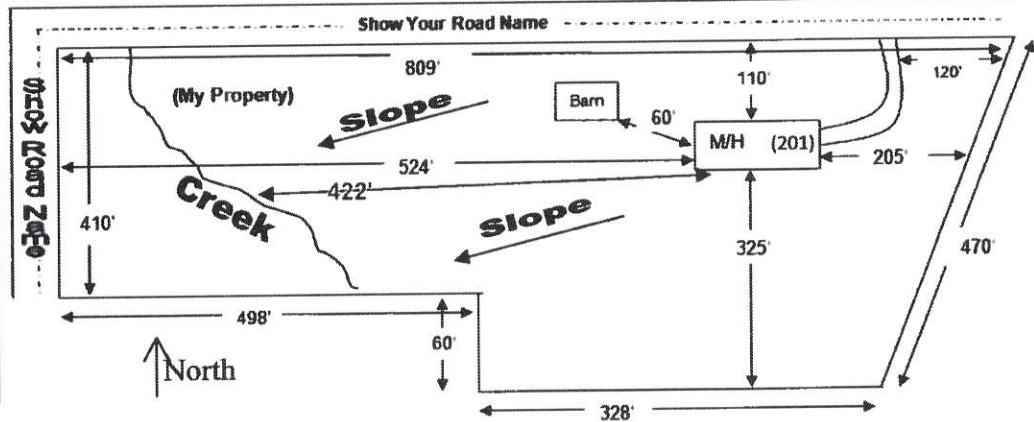 Show Your Road Name
Show Road Name
809'
110'
120'
(My Property)
Slope
Barn
60'
M/H (201)
524'
205'
422'
Creek
410'
Slope
325'
470'
498'
60'
North
328'